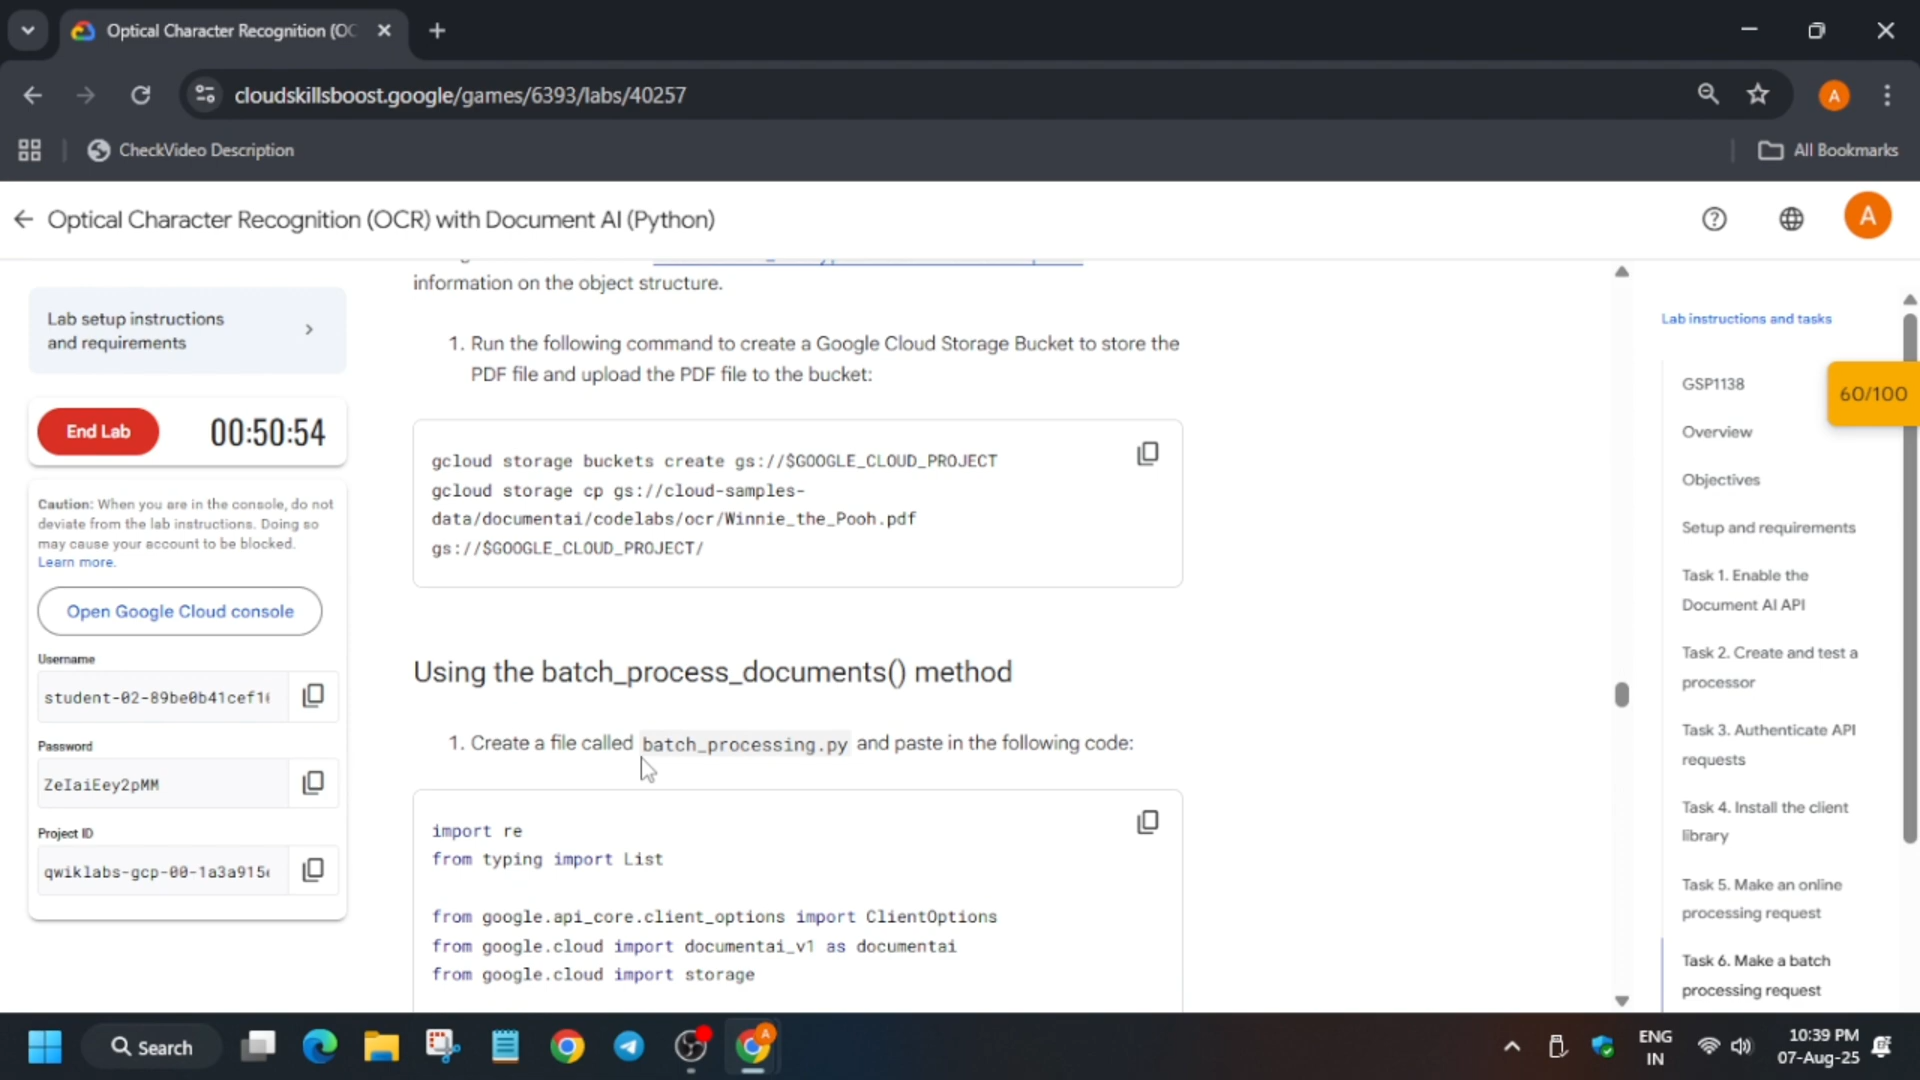 Optical Character Recognition (OC
cloudskillsboost.google/games/6393/labs/40257
A
CheckVideo Description
All Bookmarks
Optical Character Recognition (OCR) with Document AI (Python)
A
Lab setup instructions
and requirements
End Lab
00:50:54
Caution: When you are in the console, do not
deviate from the lab instructions. Doing so
may cause your account to be blocked.
Learn more.
Open Google Cloud console
Username
student-02-89be0b41cef1
Password
ZeIaiEey2pMM
Project ID
qwiklabs-gcp-00-1a3a915
information on the object structure.
1. Run the following command to create a Google Cloud Storage Bucket to store the
PDF file and upload the PDF file to the bucket:
gcloud storage buckets create gs://$GOOGLE_CLOUD_PROJECT
gcloud storage cp gs://cloud-samples-
data/documentai/codelabs/ocr/Winnie_the_Pooh.pdf
gs://$GOOGLE_CLOUD_PROJECT/
Using the batch_process_documents() method
1. Create a file called batch_processing.py and paste in the following code:
import re
from typing import List
from google.api_core.client_options import ClientOptions
from google.cloud import documentai_v1 as documentai
from google.cloud import storage
Lab instructions and tasks
GSP1138
60/100
Overview
Objectives
Setup and requirements
Task 1. Enable the
Document AI API
Task 2. Create and test a
processor
Task 3. Authenticate API
requests
Task 4. Install the client
library
Task 5. Make an online
processing request
Task 6. Make a batch
processing request
Search
A
ENG
IN
10:39 PM
07-Aug-25